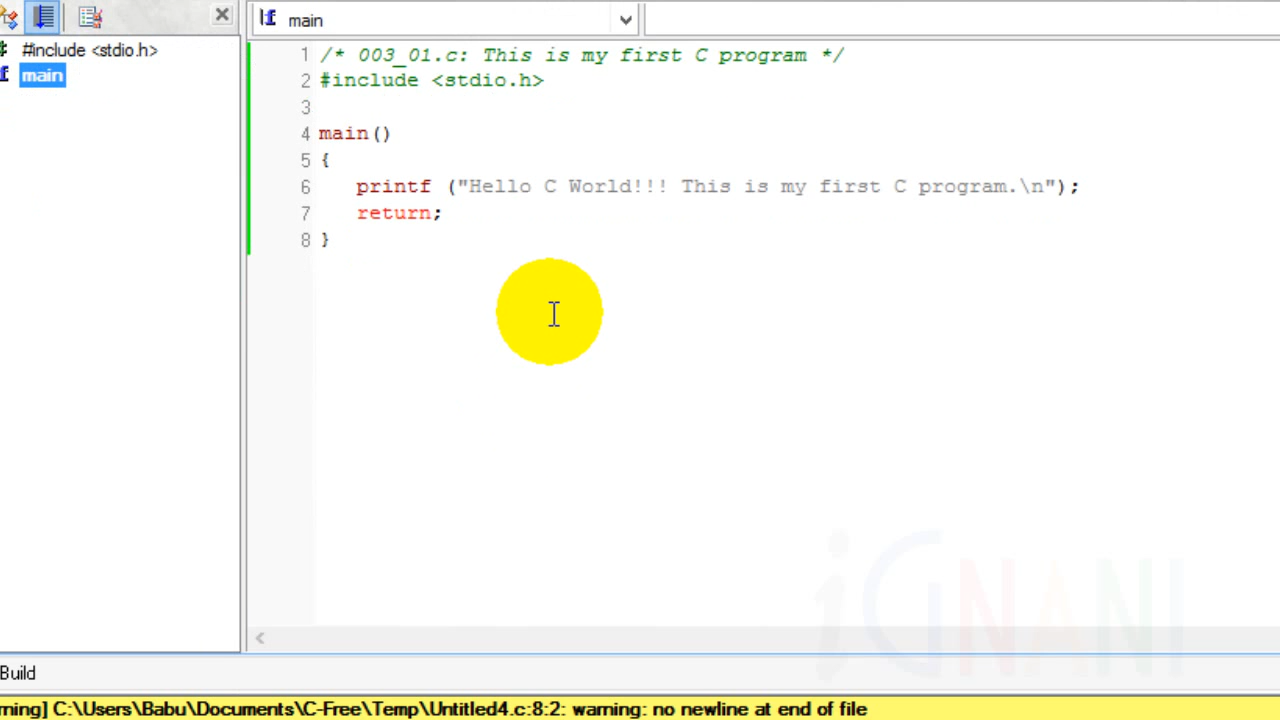 main
#include <stdio.h>
main
1 /* 003_01.c: This is my first C program */
2 #include <stdio.h>
3
4 main()
5 {
6 printf ("Hello C World!!! This is my first C program.\n");
7 return;
8 }
iGNANI
Build
rning] C:\Users\Babu\Documents\C-Free\Temp\Untitled4.c:8:2: warning: no newline at end of file